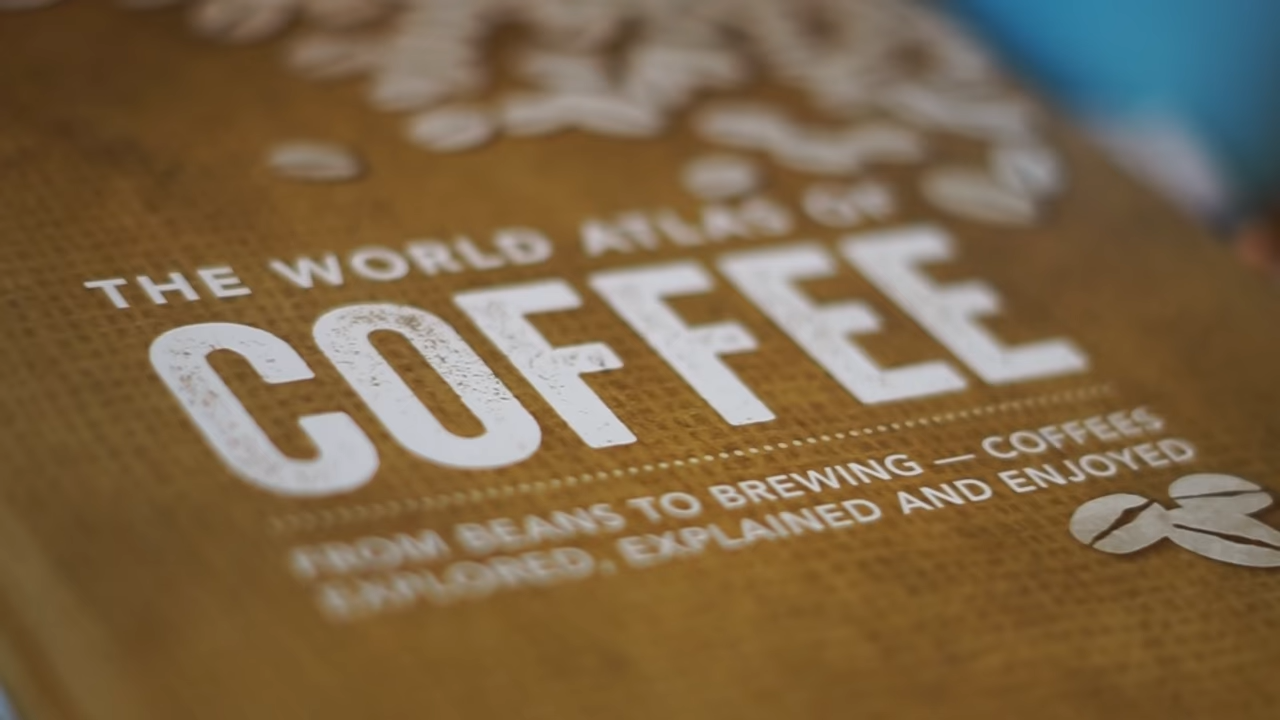 THE WORLD ATLAS OF
COFFEE
FROM BEANS TO BREWING — COFFEES
EXPLORED, EXPLAINED AND ENJOYED